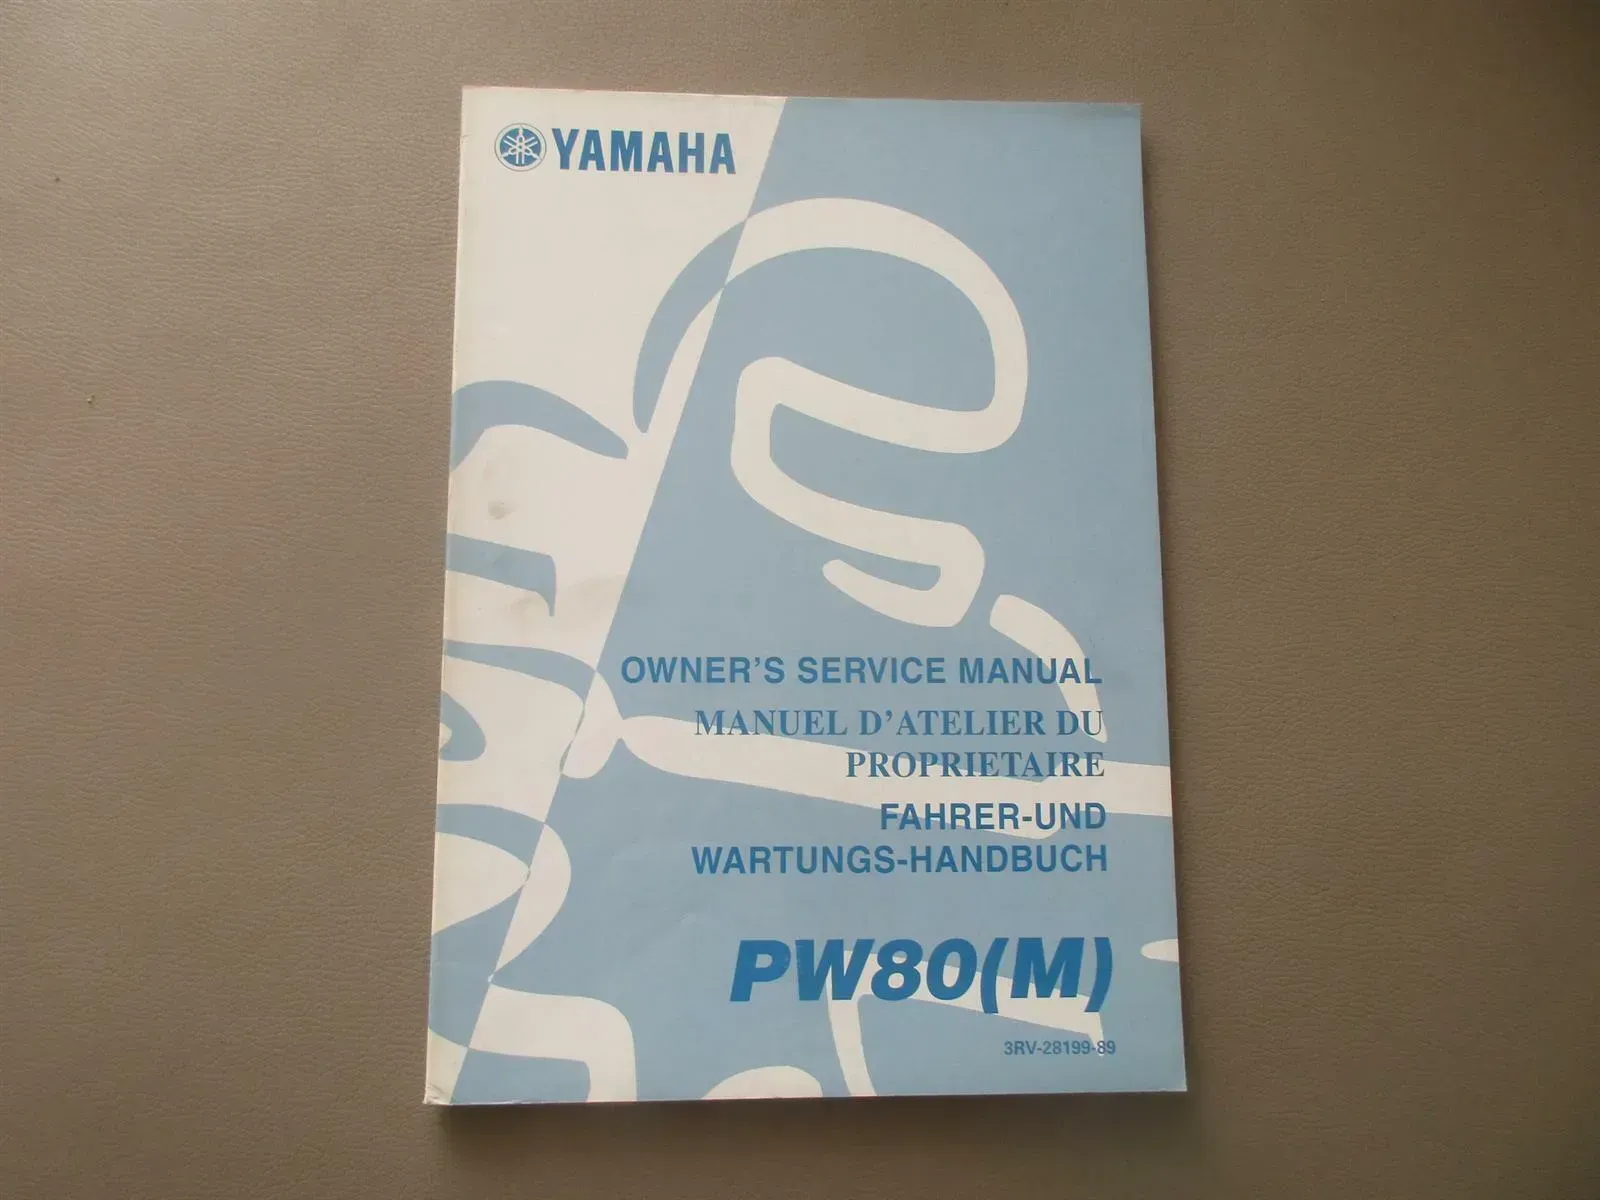 YAMAHA
OWNER'S SERVICE MANUAL
MANUEL D'ATELIER DU
PROPRIETAIRE
FAHRER-UND
WARTUNGS-HANDBUCH
PW80(M)
3RV-28199-89